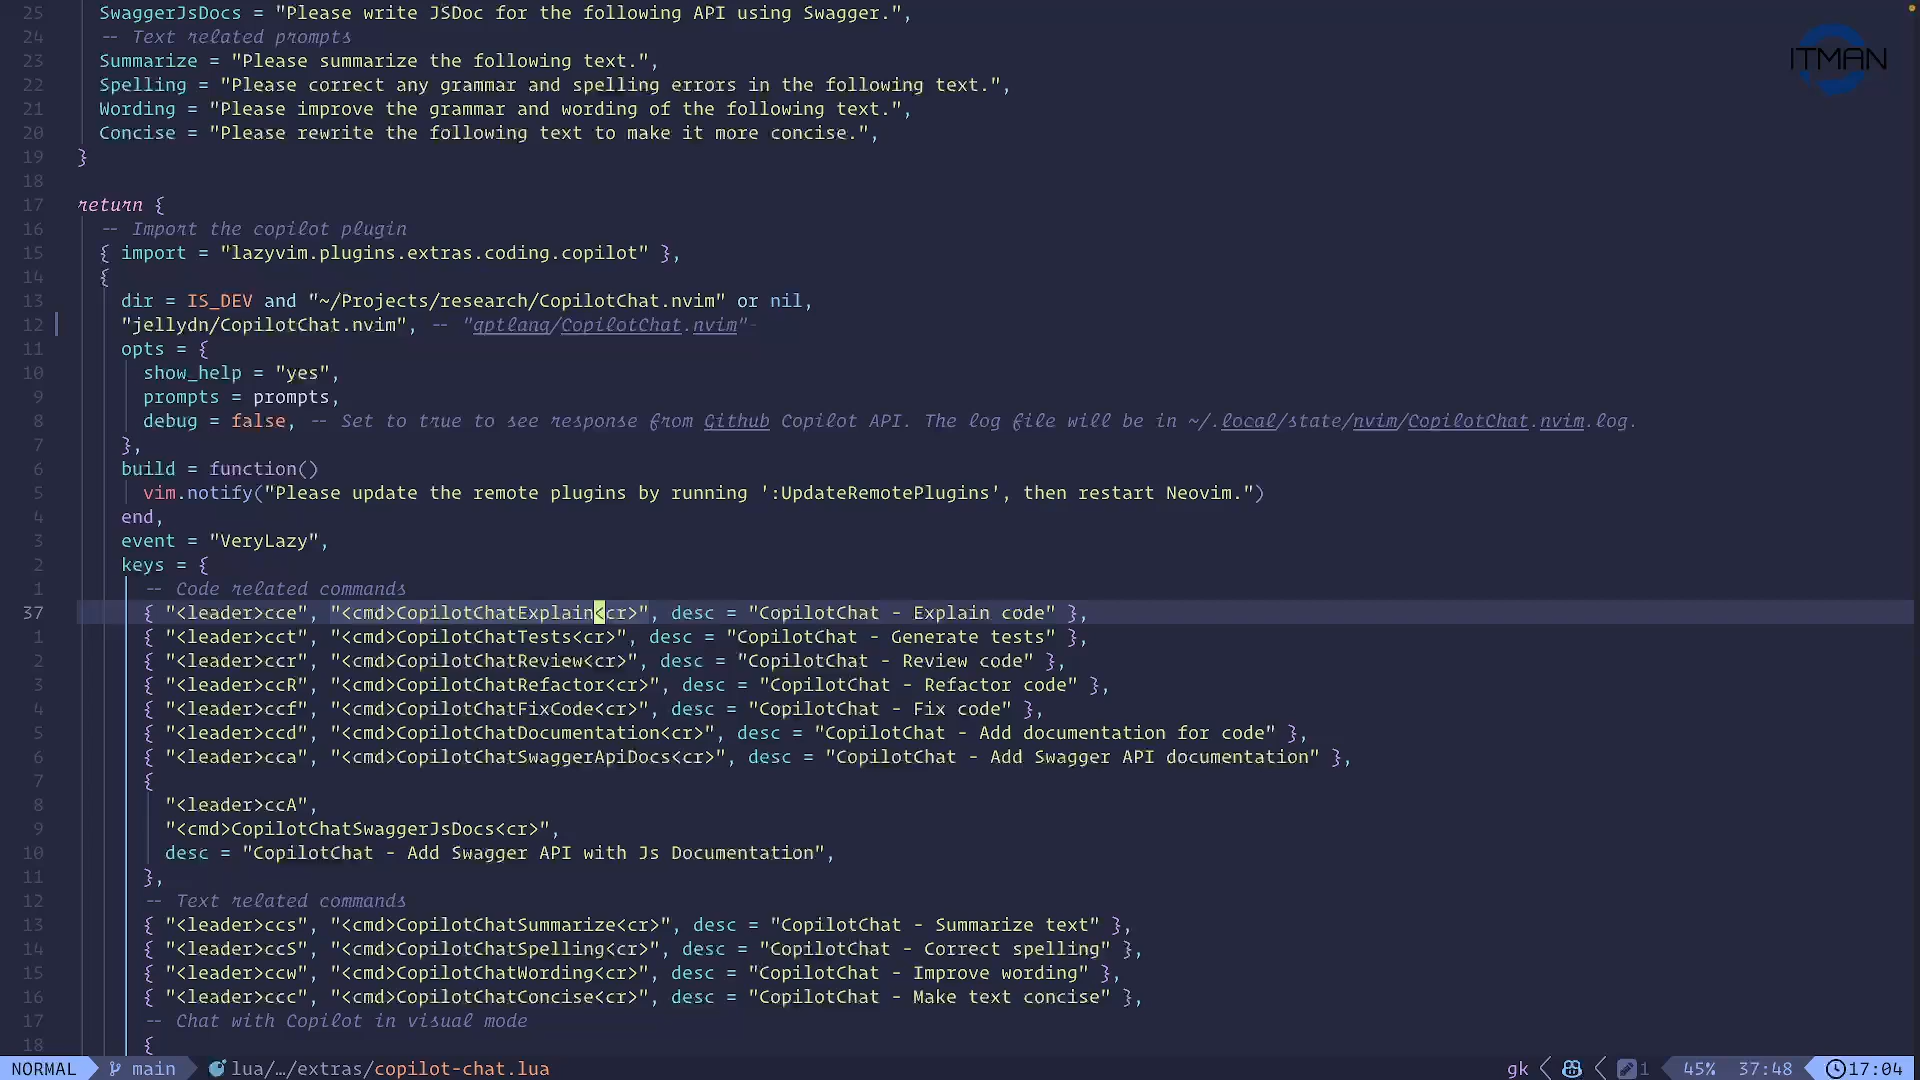 25 SwaggerJsDocs = "Please write JSDoc for the following API using Swagger.",
24 -- Text related prompts
23 Summarize = "Please summarize the following text.",
22 Spelling = "Please correct any grammar and spelling errors in the following text.",
21 Wording = "Please improve the grammar and wording of the following text.",
20 Concise = "Please rewrite the following text to make it more concise.",
19 }
18
17 return {
16 -- Import the copilot plugin
15 { import = "lazyvim.plugins.extras.coding.copilot" },
14 {
13 dir = IS_DEV and "~/Projects/research/CopilotChat.nvim" or nil,
12 "jellydn/CopilotChat.nvim", -- "gptlang/CopilotChat.nvim"-
11 opts = {
10 show_help = "yes",
9 prompts = prompts,
8 debug = false, -- Set to true to see response from Github Copilot API. The log file will be in ~/.local/state/nvim/CopilotChat.nvim.log.
7 },
6 build = function()
5 vim.notify("Please update the remote plugins by running ':UpdateRemotePlugins', then restart Neovim.")
4 end,
3 event = "VeryLazy",
2 keys = {
1 -- Code related commands
37 { "<leader>cce", "<cmd>CopilotChatExplain<cr>", desc = "CopilotChat - Explain code" },
1 { "<leader>cct", "<cmd>CopilotChatTests<cr>", desc = "CopilotChat - Generate tests" },
2 { "<leader>ccr", "<cmd>CopilotChatReview<cr>", desc = "CopilotChat - Review code" },
3 { "<leader>ccR", "<cmd>CopilotChatRefactor<cr>", desc = "CopilotChat - Refactor code" },
4 { "<leader>ccf", "<cmd>CopilotChatFixCode<cr>", desc = "CopilotChat - Fix code" },
5 { "<leader>ccd", "<cmd>CopilotChatDocumentation<cr>", desc = "CopilotChat - Add documentation for code" },
6 { "<leader>cca", "<cmd>CopilotChatSwaggerApiDocs<cr>", desc = "CopilotChat - Add Swagger API documentation" },
7 {
8 "<leader>ccA",
9 "<cmd>CopilotChatSwaggerJsDocs<cr>",
10 desc = "CopilotChat - Add Swagger API with Js Documentation",
11 },
12 -- Text related commands
13 { "<leader>ccs", "<cmd>CopilotChatSummarize<cr>", desc = "CopilotChat - Summarize text" },
14 { "<leader>ccS", "<cmd>CopilotChatSpelling<cr>", desc = "CopilotChat - Correct spelling" },
15 { "<leader>ccw", "<cmd>CopilotChatWording<cr>", desc = "CopilotChat - Improve wording" },
16 { "<leader>ccc", "<cmd>CopilotChatConcise<cr>", desc = "CopilotChat - Make text concise" },
17 -- Chat with Copilot in visual mode
18 {
ITMAN
NORMAL main lua/…/extras/copilot-chat.lua gk 1 45% 37:48 17:04